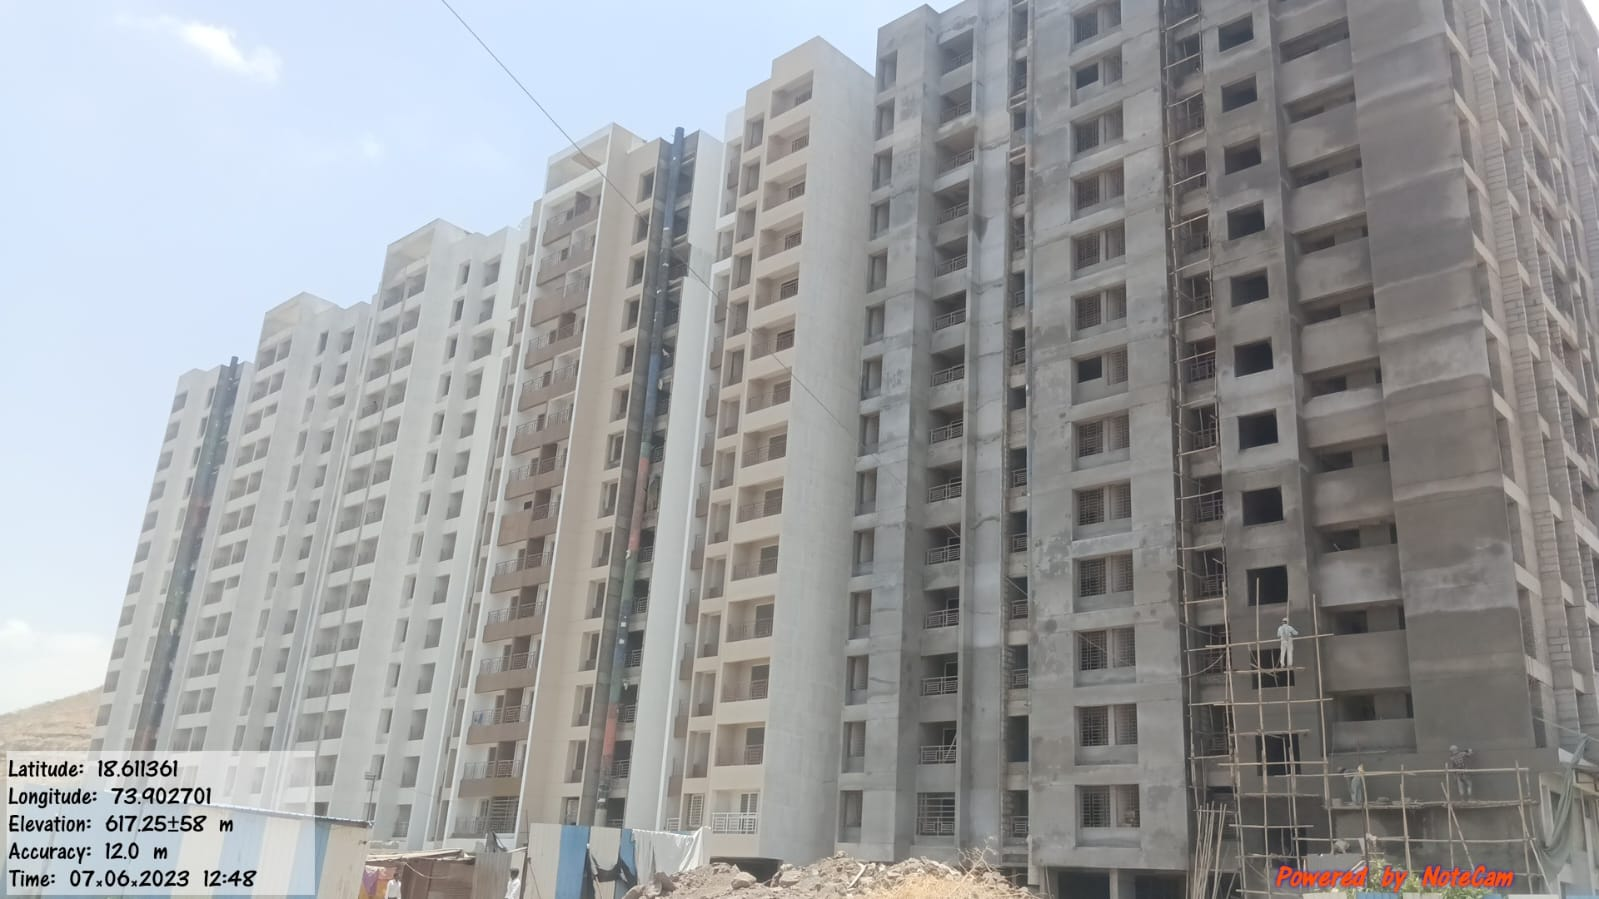 Latitude: 18.611361
Longitude: 73.902701
Elevation: 617.25±58 m
Accuracy: 12.0 m
Time: 07.06.2023 12:48
Powered by NoteCam